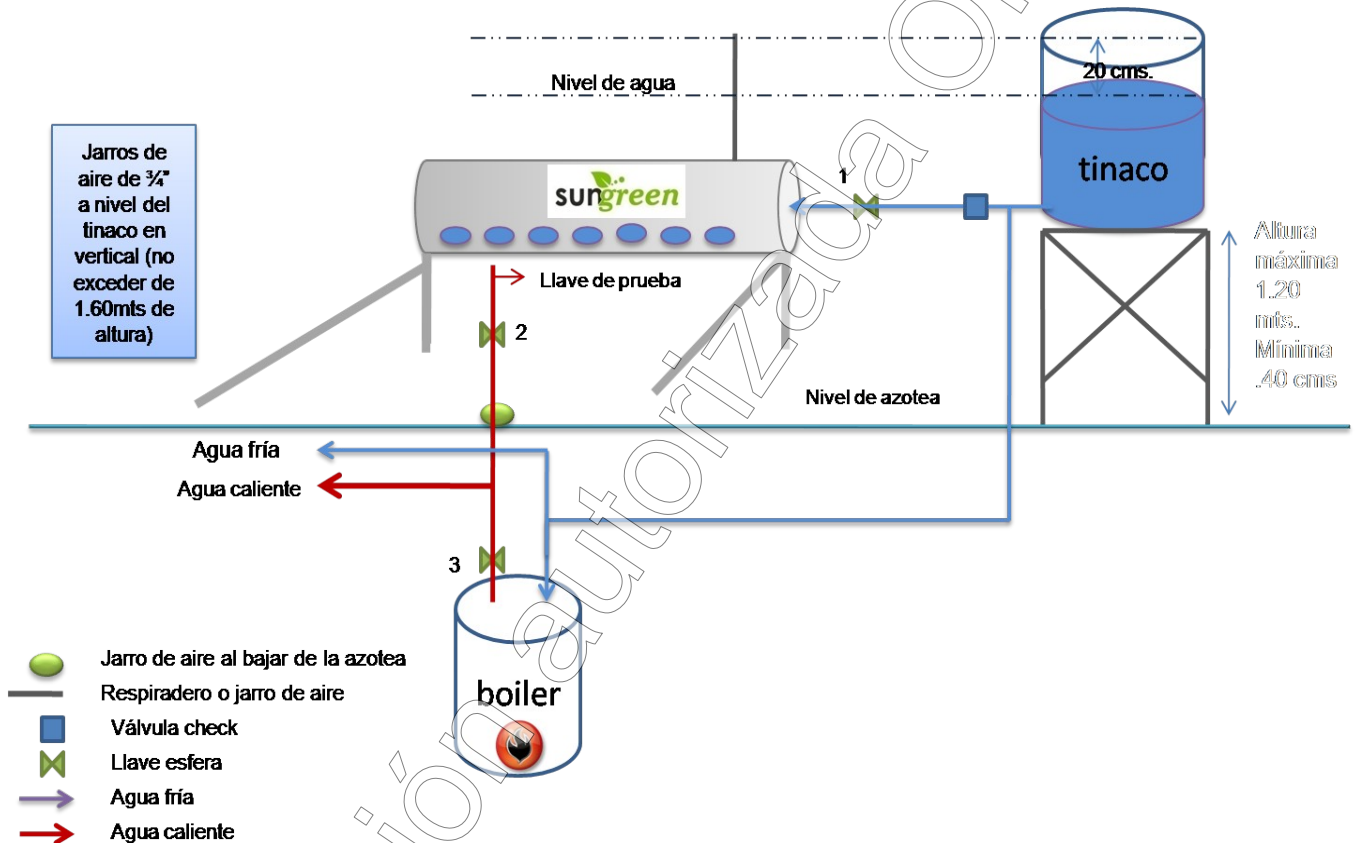 20 cms.
Nivel de agua
Jarros de
aire de ¾"
a nivel del
tinaco en
vertical (no
exceder de
1.60mts de
altura)
sungreen
1
tinaco
Altura
máxima
1.20
mts.
Mínima
.40 cms
Llave de prueba
2
Nivel de azotea
Agua fría
Agua caliente
3
boiler
Jarro de aire al bajar de la azotea
Respiradero o jarro de aire
Válvula check
Llave esfera
Agua fría
Agua caliente
ión autorizada